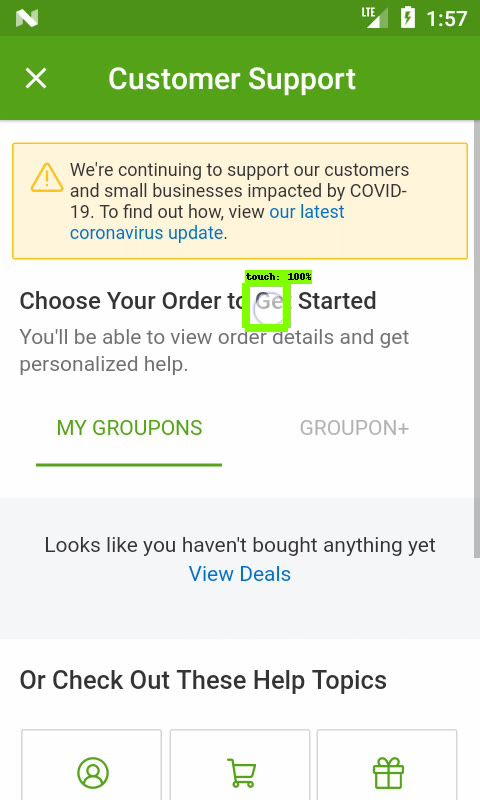 LTE 1:57
Customer Support
We're continuing to support our customers
and small businesses impacted by COVID-
19. To find out how, view our latest
coronavirus update.
touch: 100%
Choose Your Order to Get Started
You'll be able to view order details and get
personalized help.
MY GROUPONS GROUPON+
Looks like you haven't bought anything yet
View Deals
Or Check Out These Help Topics